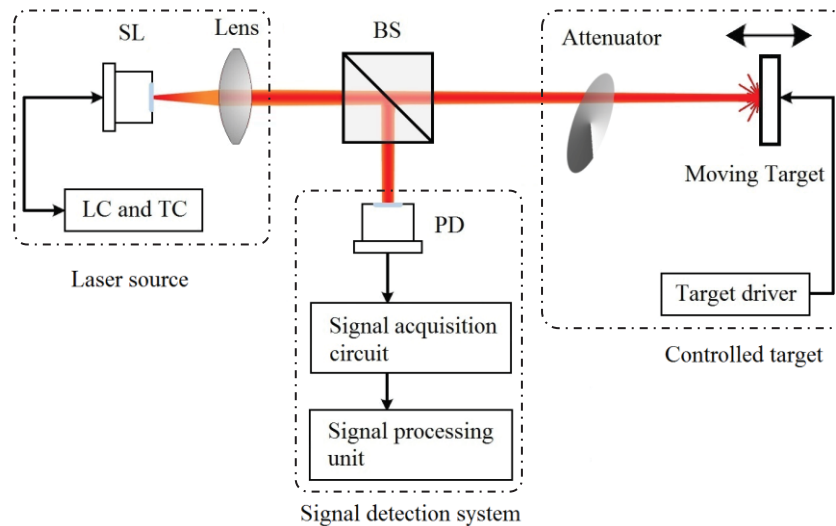 SL
Lens
BS
Attenuator
LC and TC
PD
Moving Target
Laser source
Signal acquisition
circuit
Target driver
Controlled target
Signal processing
unit
Signal detection system